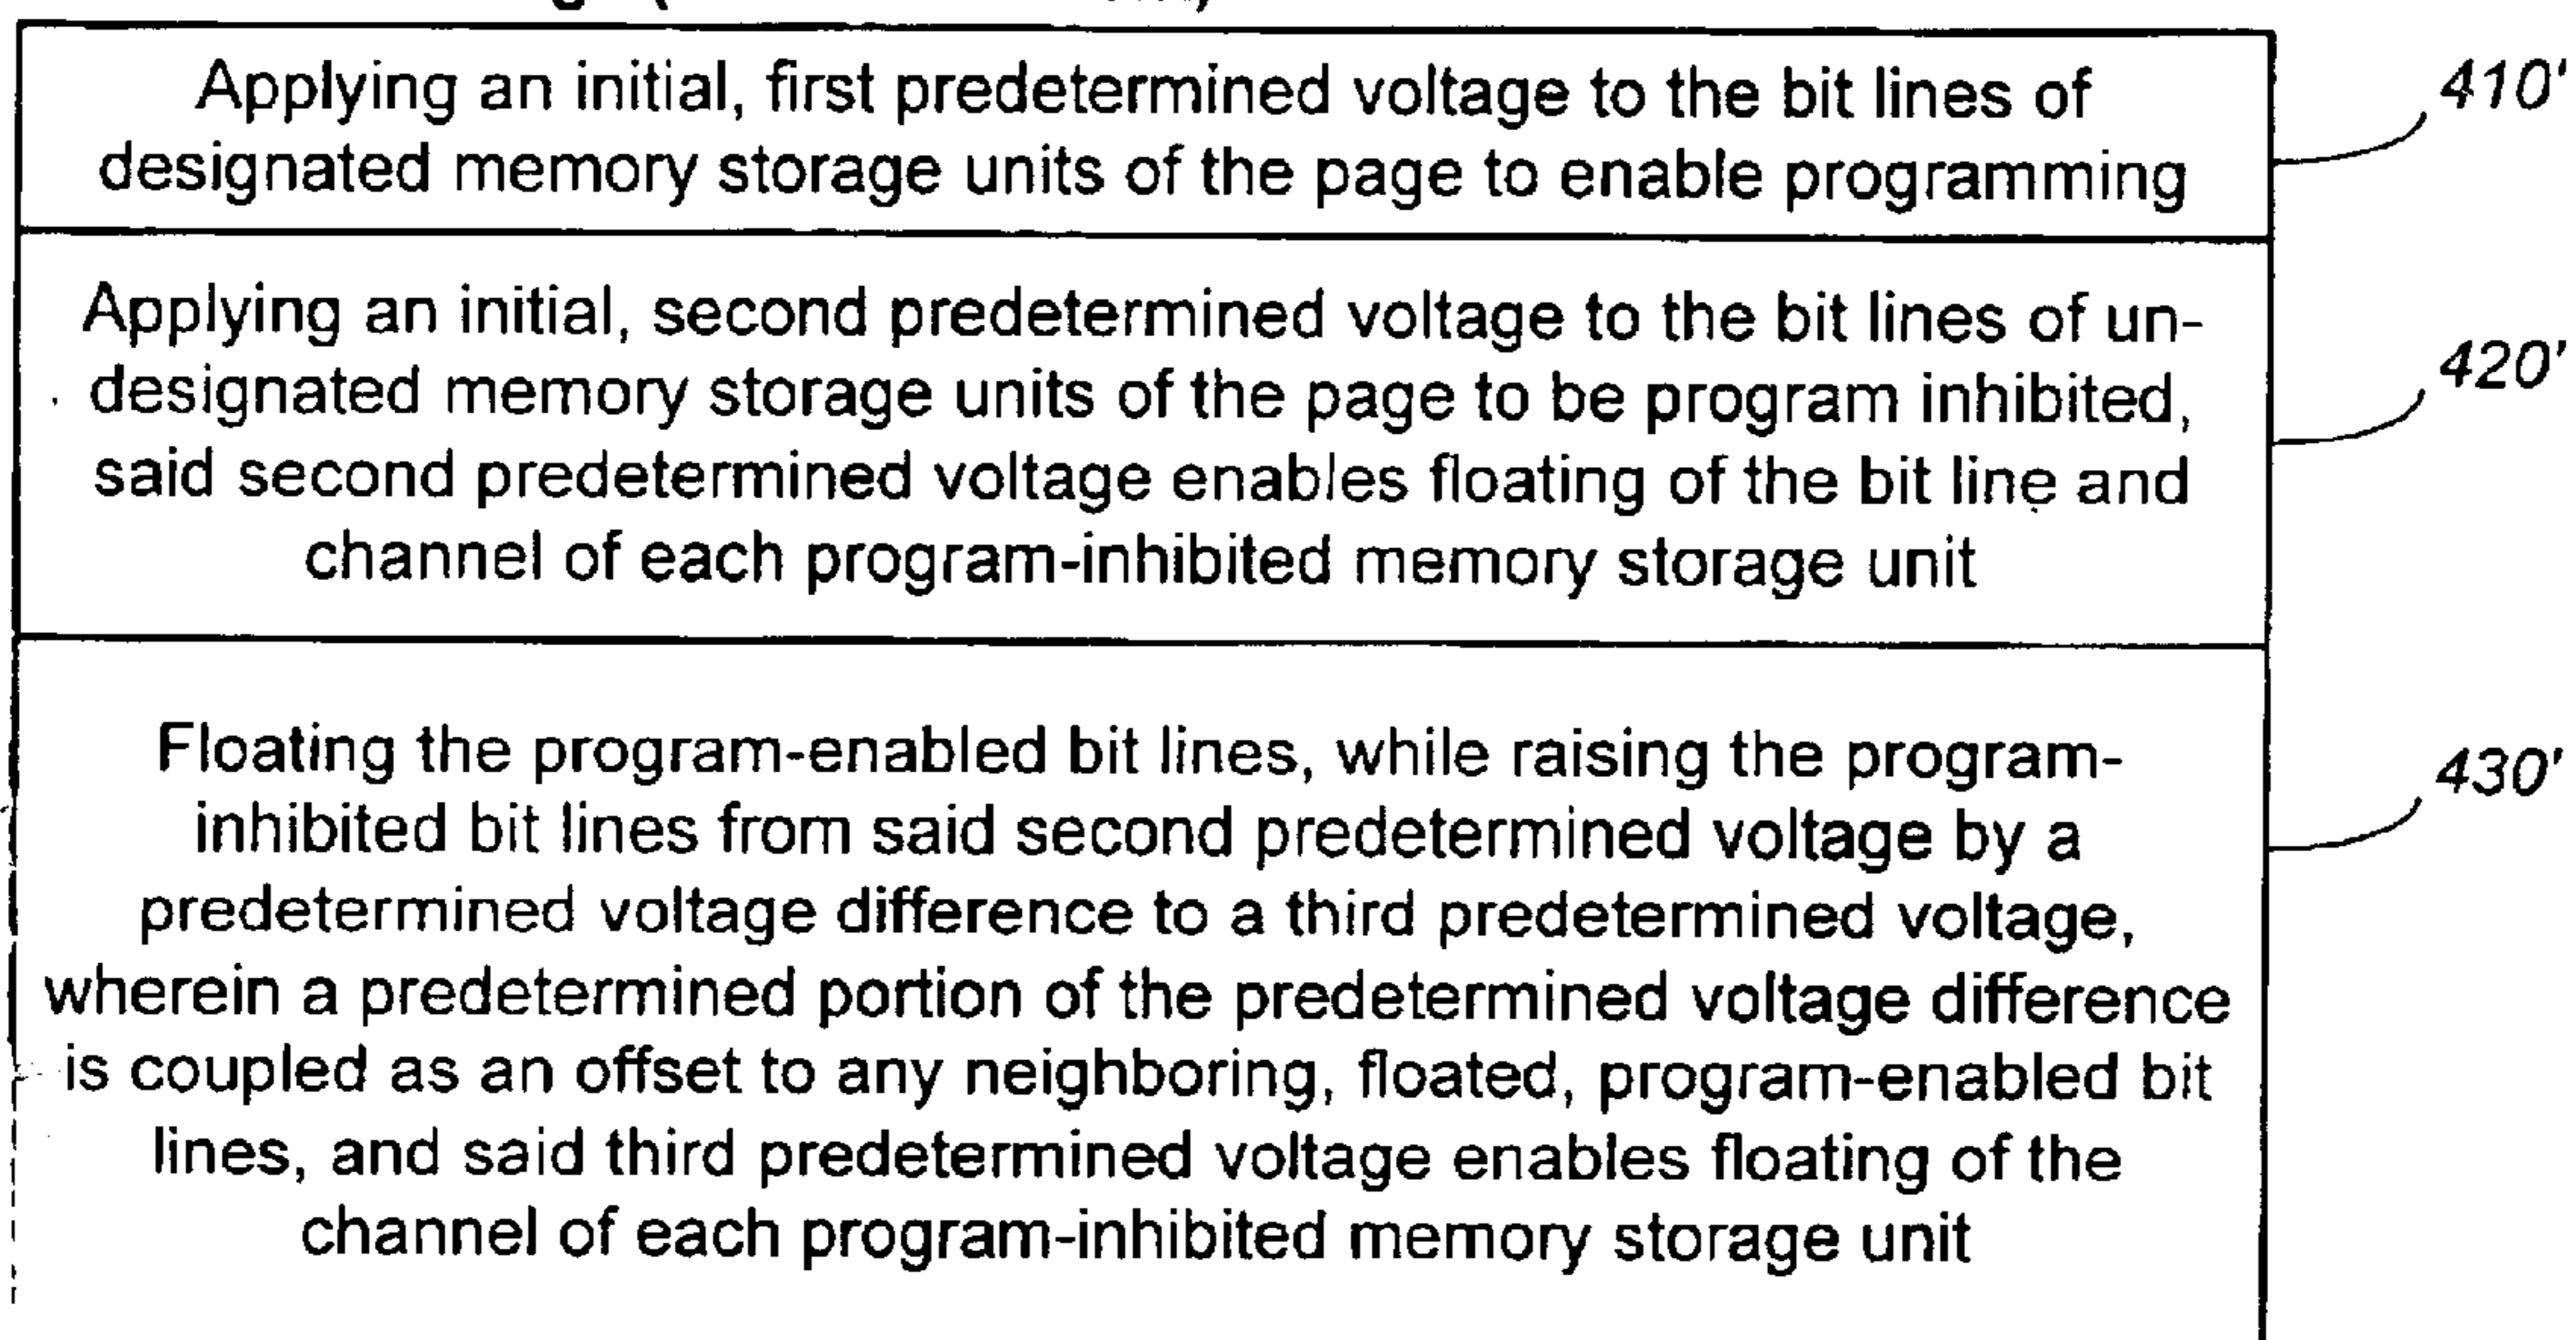 Applying an initial, first predetermined voltage to the bit lines of
designated memory storage units of the page to enable programming
410'
Applying an initial, second predetermined voltage to the bit lines of un-
designated memory storage units of the page to be program inhibited,
said second predetermined voltage enables floating of the bit line and
channel of each program-inhibited memory storage unit
420'
Floating the program-enabled bit lines, while raising the program-
inhibited bit lines from said second predetermined voltage by a
predetermined voltage difference to a third predetermined voltage,
wherein a predetermined portion of the predetermined voltage difference
is coupled as an offset to any neighboring, floated, program-enabled bit
lines, and said third predetermined voltage enables floating of the
channel of each program-inhibited memory storage unit
430'